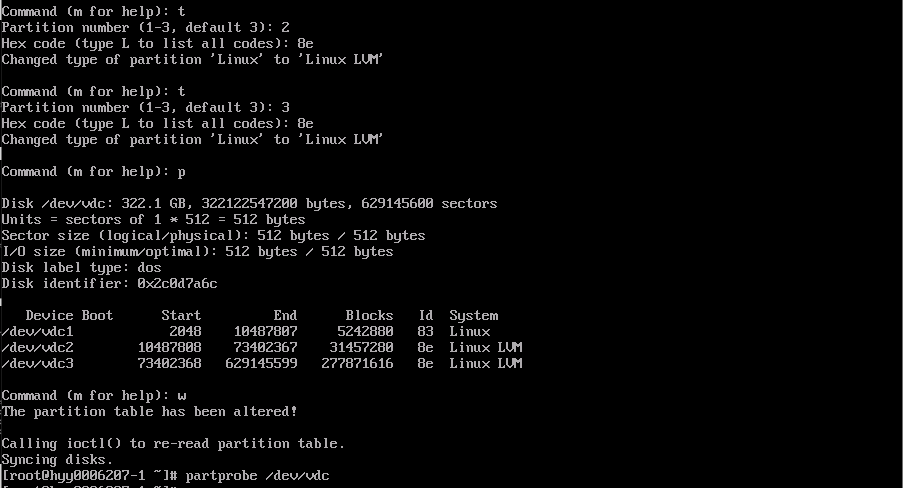 Command (m for help): t
Partition number (1-3, default 3): 2
Hex code (type L to list all codes): 8e
Changed type of partition 'Linux' to 'Linux LVM'
Command (m for help): t
Partition number (1-3, default 3): 3
Hex code (type L to list all codes): 8e
Changed type of partition 'Linux' to 'Linux LVM'
Command (m for help): p
Disk /dev/vdc: 322.1 GB, 322122547200 bytes, 629145600 sectors
Units = sectors of 1 * 512 = 512 bytes
Sector size (logical/physical): 512 bytes / 512 bytes
I/O size (minimum/optimal): 512 bytes / 512 bytes
Disk label type: dos
Disk identifier: 0x2c0d7a6c
Device Boot Start End Blocks Id System
/dev/vdc1 2048 10487807 5242880 83 Linux
/dev/vdc2 10487808 73402367 31457280 8e Linux LVM
/dev/vdc3 73402368 629145599 277871616 8e Linux LVM
Command (m for help): w
The partition table has been altered!
Calling ioctl() to re-read partition table.
Syncing disks.
[root@hyy0006207-1 ~]# partprobe /dev/vdc
[root@hyy0006207-1 ~]#